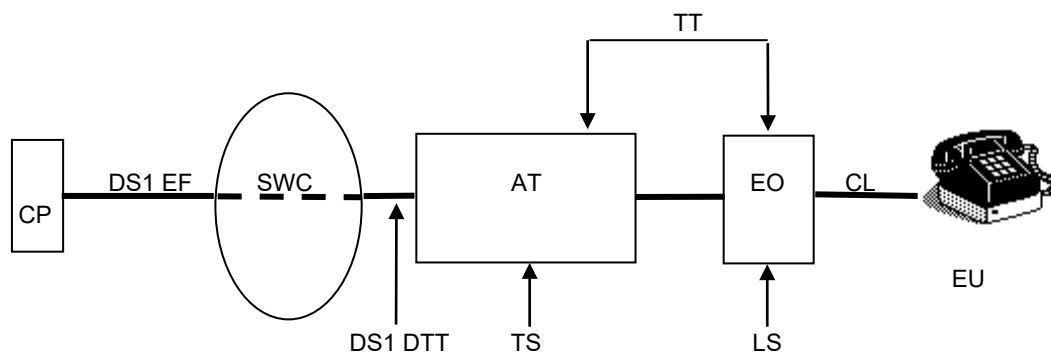 TT
DS1 EF
SWC
AT
EO
CL
CP
EU
DS1 DTT
TS
LS